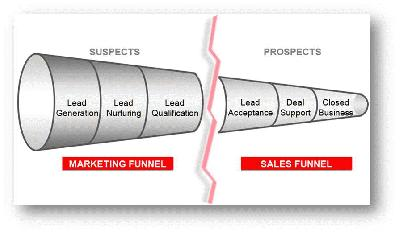 SUSPECTS
PROSPECTS
Lead
Generation
Lead
Nurturing
Lead
Qualification
Lead
Acceptance
Deal
Support
Closed
Business
MARKETING FUNNEL
SALES FUNNEL